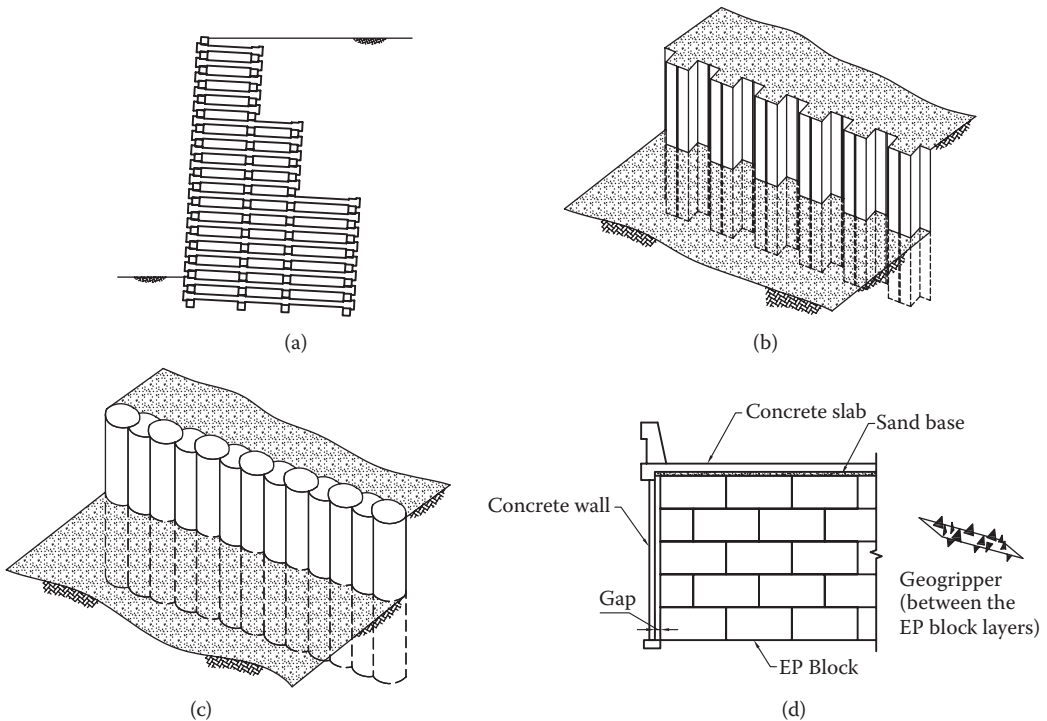 (a)
(b)
(c)
Concrete slab
Sand base
Concrete wall
Gap
Geogripper
(between the
EP block layers)
EP Block
(d)